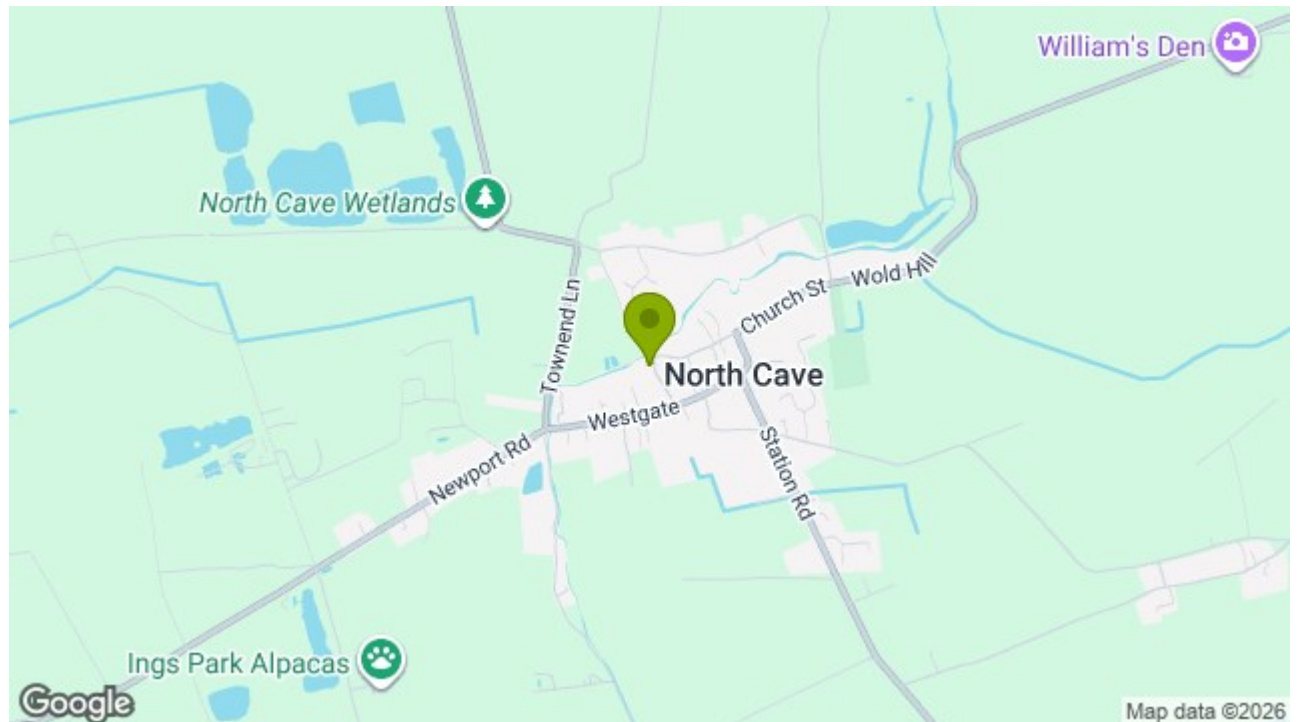 William's Den
North Cave Wetlands
Church St
Wold Hill
Townend Ln
North Cave
Westgate
Station Rd
Newport Rd
Ings Park Alpacas
Google
Map data ©2026